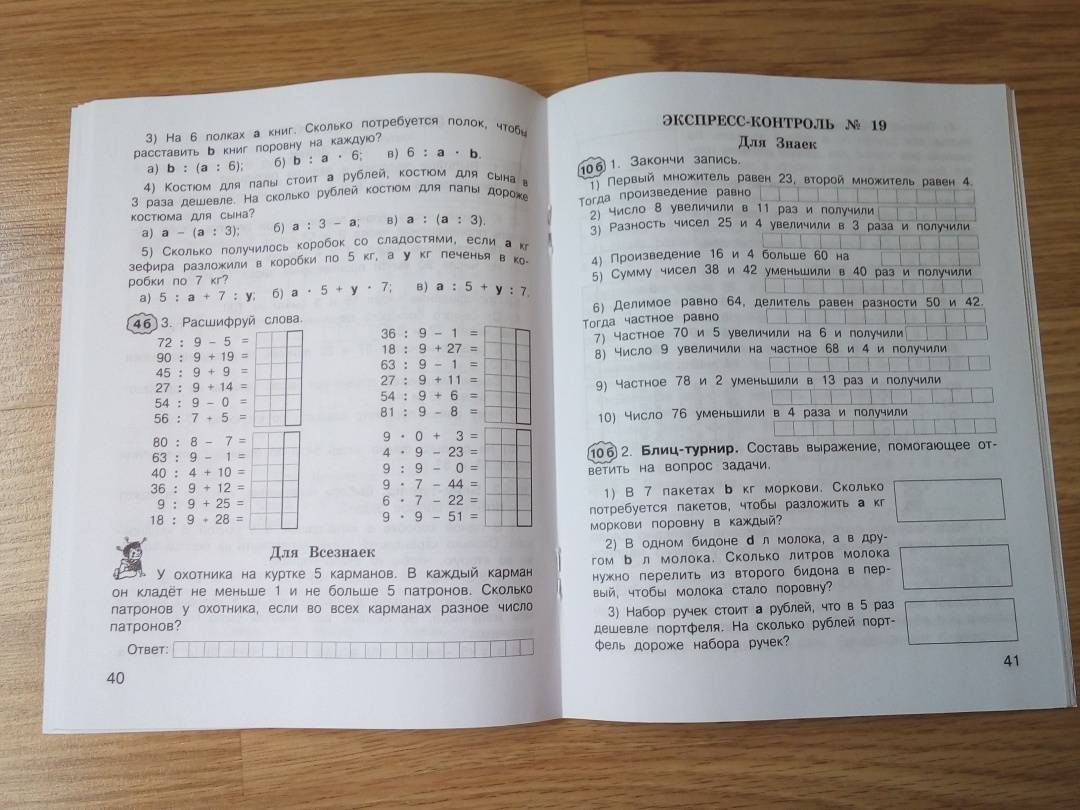 3) На 6 полках а книг. Сколько потребуется полок, чтобы
расставить b книг поровну на каждую?
а) b : (a : 6); б) b : a · 6; в) 6 : a · b.
4) Костюм для папы стоит а рублей, костюм для сына в
3 раза дешевле. На сколько рублей костюм для папы дороже
костюма для сына?
а) a − (a : 3); б) a : 3 − a; в) a : (a : 3).
5) Сколько получилось коробок со сладостями, если а кг
зефира разложили в коробки по 5 кг, а у кг печенья в ко-
робки по 7 кг?
а) 5 : a + 7 : y; б) a · 5 + y · 7; в) a : 5 + y : 7.
4 б 3. Расшифруй слова.
72 : 9 − 5 =
90 : 9 + 19 =
45 : 9 + 9 =
27 : 9 + 14 =
54 : 9 − 0 =
56 : 7 + 5 =
36 : 9 − 1 =
18 : 9 + 27 =
63 : 9 − 1 =
27 : 9 + 11 =
54 : 9 + 6 =
81 : 9 − 8 =
80 : 8 − 7 =
63 : 9 − 1 =
40 : 4 + 10 =
36 : 9 + 12 =
9 : 9 + 25 =
18 : 9 + 28 =
9 · 0 + 3 =
4 · 9 − 23 =
9 : 9 − 0 =
9 · 7 − 44 =
6 · 7 − 22 =
9 · 9 − 51 =
Для Всезнаек
У охотника на куртке 5 карманов. В каждый карман
он кладёт не меньше 1 и не больше 5 патронов. Сколько
патронов у охотника, если во всех карманах разное число
патронов?
Ответ:
40
ЭКСПРЕСС-КОНТРОЛЬ № 19
Для Знаек
10 б 1. Закончи запись.
1) Первый множитель равен 23, второй множитель равен 4.
Тогда произведение равно
2) Число 8 увеличили в 11 раз и получили
3) Разность чисел 25 и 4 увеличили в 3 раза и получили
4) Произведение 16 и 4 больше 60 на
5) Сумму чисел 38 и 42 уменьшили в 40 раз и получили
6) Делимое равно 64, делитель равен разности 50 и 42.
Тогда частное равно
7) Частное 70 и 5 увеличили на 6 и получили
8) Число 9 увеличили на частное 68 и 4 и получили
9) Частное 78 и 2 уменьшили в 13 раз и получили
10) Число 76 уменьшили в 4 раза и получили
10 б 2. Блиц-турнир. Составь выражение, помогающее от-
ветить на вопрос задачи.
1) В 7 пакетах b кг моркови. Сколько
потребуется пакетов, чтобы разложить а кг
моркови поровну в каждый?
2) В одном бидоне d л молока, а в дру-
гом b л молока. Сколько литров молока
нужно перелить из второго бидона в пер-
вый, чтобы молока стало поровну?
3) Набор ручек стоит а рублей, что в 5 раз
дешевле портфеля. На сколько рублей порт-
фель дороже набора ручек?
41